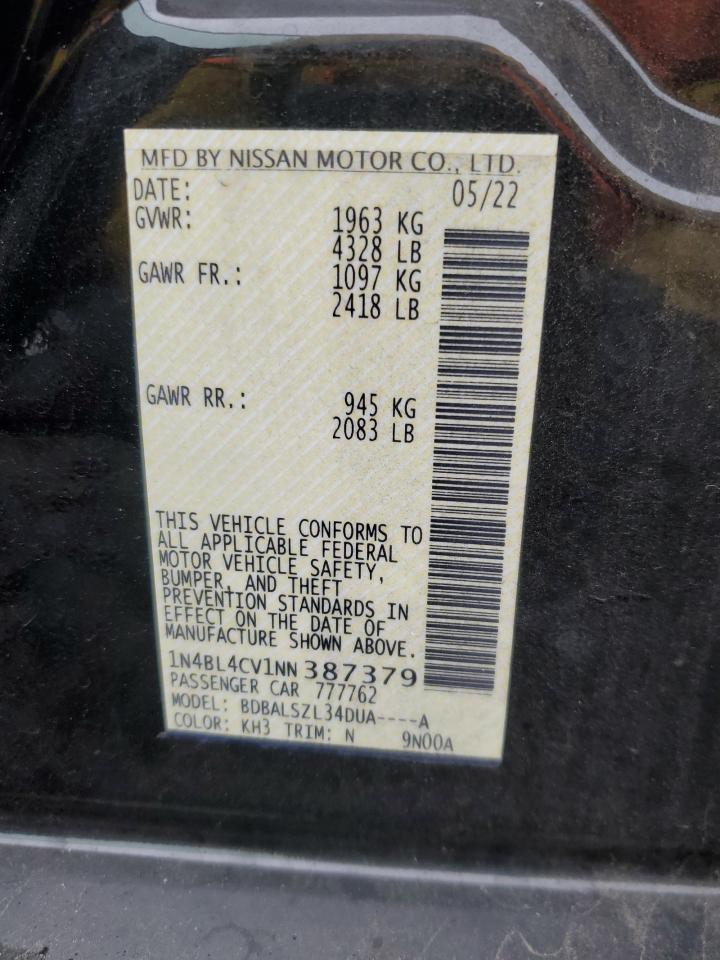 MFD BY NISSAN MOTOR CO., LTD.
DATE: 05/22
GVWR: 1963 KG
4328 LB
GAWR FR.: 1097 KG
2418 LB
GAWR RR.: 945 KG
2083 LB
THIS VEHICLE CONFORMS TO
ALL APPLICABLE FEDERAL
MOTOR VEHICLE SAFETY,
BUMPER, AND THEFT
PREVENTION STANDARDS IN
EFFECT ON THE DATE OF
MANUFACTURE SHOWN ABOVE.
1N4BL4CV1NN387379
PASSENGER CAR 777762
MODEL: BDBALSZL34DUA----A
COLOR: KH3 TRIM: N 9N00A